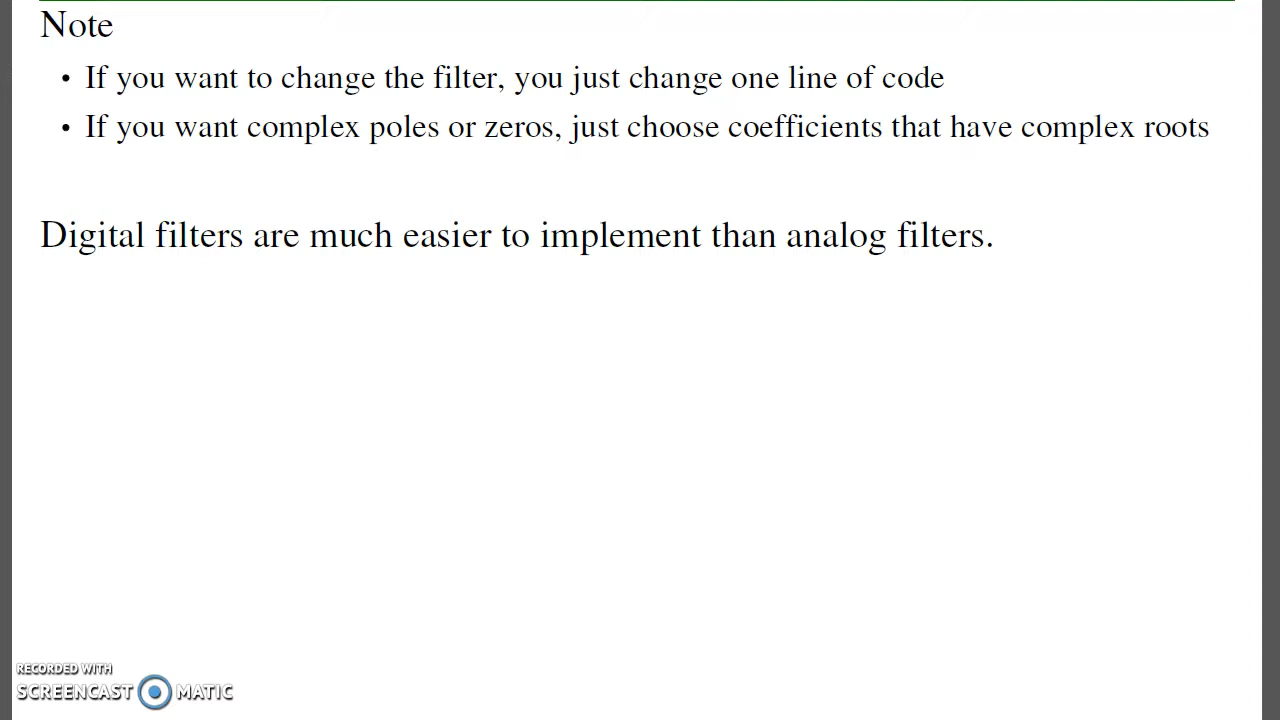 Note
• If you want to change the filter, you just change one line of code
• If you want complex poles or zeros, just choose coefficients that have complex roots
Digital filters are much easier to implement than analog filters.
RECORDED WITH
SCREENCAST MATIC